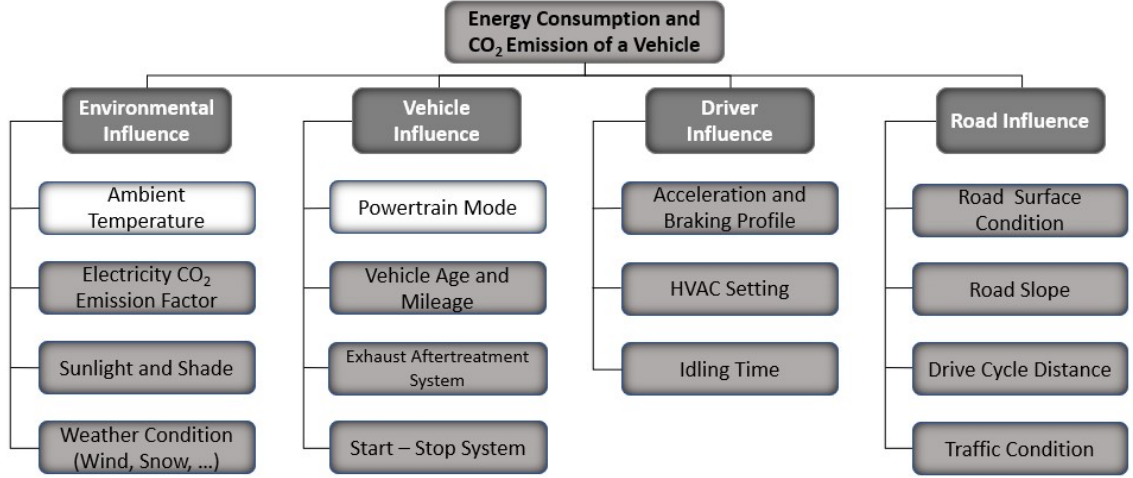 Energy Consumption and
CO₂ Emission of a Vehicle
Environmental
Influence
Ambient
Temperature
Electricity CO₂
Emission Factor
Sunlight and Shade
Weather Condition
(Wind, Snow, ...)
Vehicle
Influence
Powertrain Mode
Vehicle Age and
Mileage
Exhaust Aftertreatment
System
Start – Stop System
Driver
Influence
Acceleration and
Braking Profile
HVAC Setting
Idling Time
Road Influence
Road Surface
Condition
Road Slope
Drive Cycle Distance
Traffic Condition